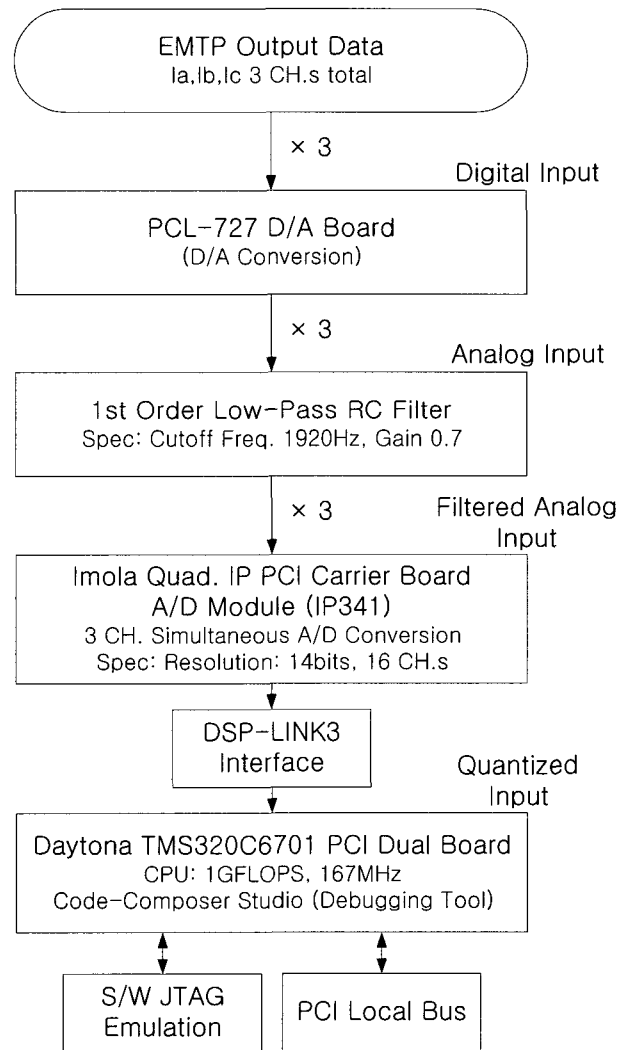 EMTP Output Data
Ia,Ib,Ic 3 CH.s total
× 3
Digital Input
PCL-727 D/A Board
(D/A Conversion)
× 3
Analog Input
1st Order Low-Pass RC Filter
Spec: Cutoff Freq. 1920Hz, Gain 0.7
× 3
Filtered Analog
Input
Imola Quad. IP PCI Carrier Board
A/D Module (IP341)
3 CH. Simultaneous A/D Conversion
Spec: Resolution: 14bits, 16 CH.s
DSP-LINK3
Interface
Quantized
Input
Daytona TMS320C6701 PCI Dual Board
CPU: 1GFLOPS, 167MHz
Code-Composer Studio (Debugging Tool)
S/W JTAG
Emulation
PCI Local Bus